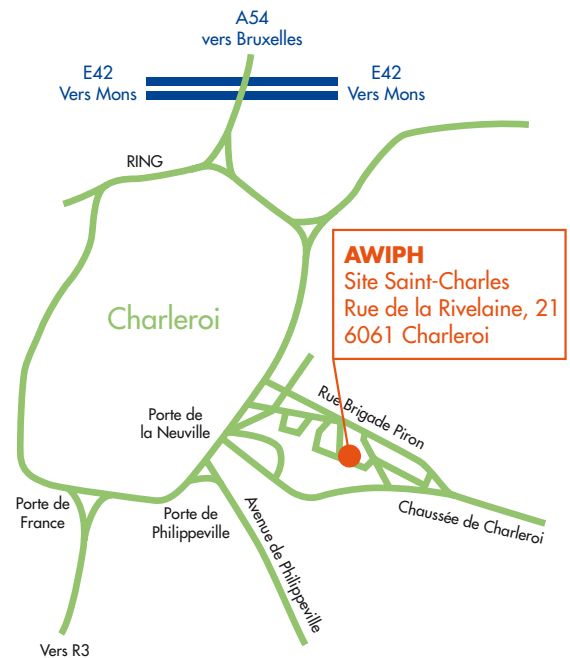 A54
vers Bruxelles
E42
Vers Mons
E42
Vers Mons
RING
AWIPH
Site Saint-Charles
Rue de la Rivelaine, 21
6061 Charleroi
Charleroi
Rue Brigade Piron
Porte de
la Neuville
Porte de
France
Porte de
Philippeville
Avenue de Philippeville
Chaussée de Charleroi
Vers R3